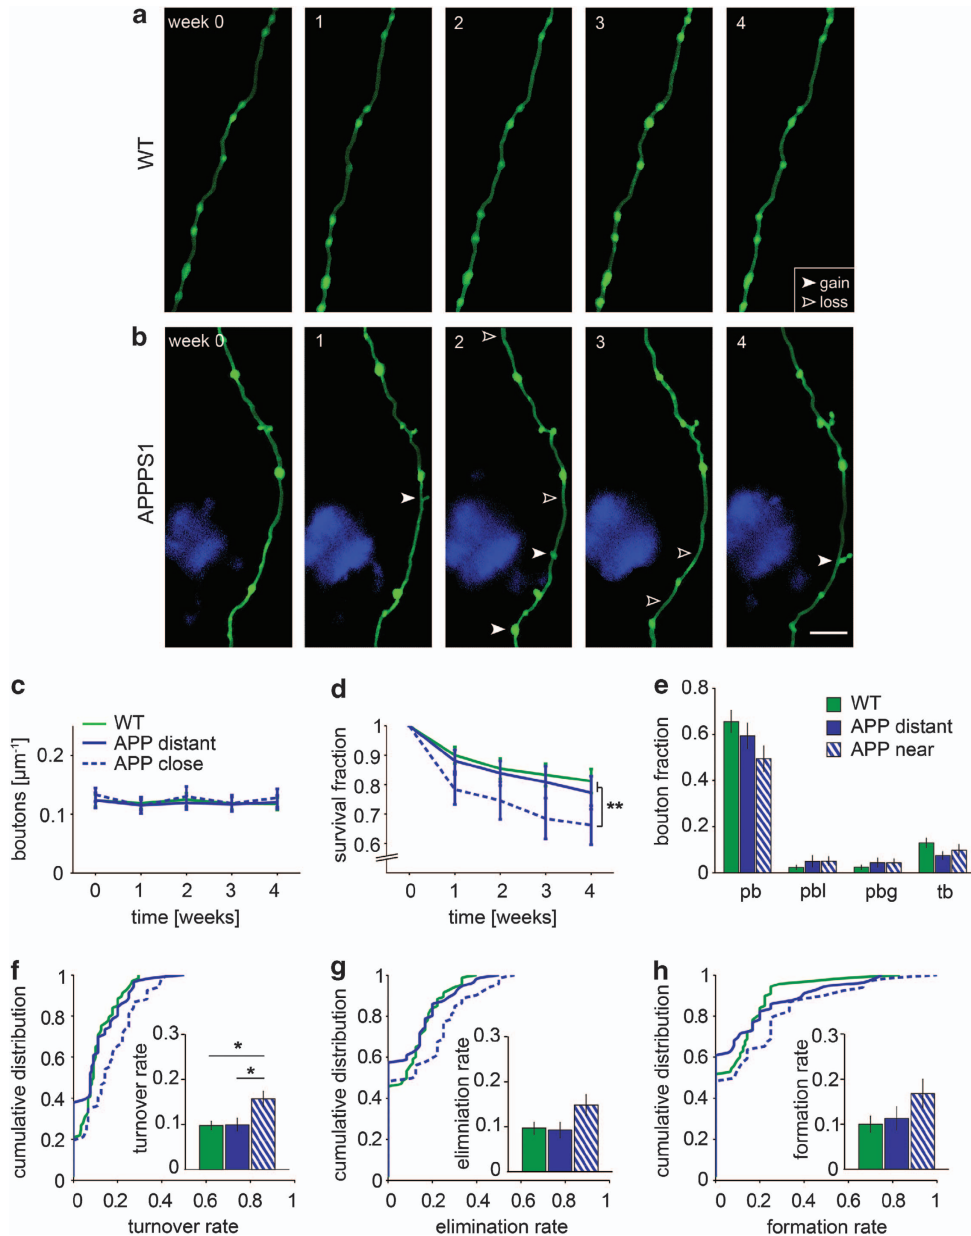 a
week 0
1
2
3
4
WT
gain
loss
b
week 0
1
2
3
4
APPPS1
c
WT
APP distant
APP close
boutons [µm⁻¹]
0.2
0.1
0
0 1 2 3 4
time [weeks]
d
survival fraction
1
0.9
0.8
0.7
0.6
**
0 1 2 3 4
time [weeks]
e
bouton fraction
0.8
0.6
0.4
0.2
0
WT
APP distant
APP near
pb pbl pbg tb
f
cumulative distribution
1
0.8
0.6
0.4
0.2
0
0 0.2 0.4 0.6 0.8 1
turnover rate
turnover rate
0.3
0.2
0.1
0
*
*
g
cumulative distribution
1
0.8
0.6
0.4
0.2
0
0 0.2 0.4 0.6 0.8 1
elimination rate
elimniation rate
0.3
0.2
0.1
0
h
cumulative distribution
1
0.8
0.6
0.4
0.2
0
0 0.2 0.4 0.6 0.8 1
formation rate
formation rate
0.3
0.2
0.1
0